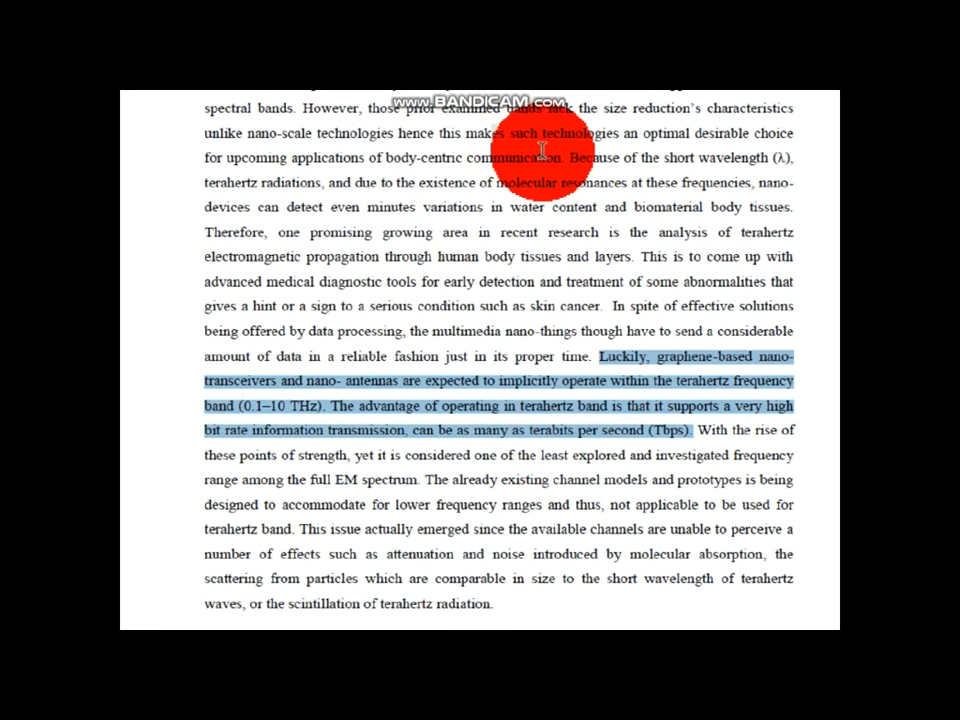 www.BANDICAM.com
spectral bands. However, those prior examined bands lack the size reduction's characteristics
unlike nano-scale technologies hence this makes such technologies an optimal desirable choice
for upcoming applications of body-centric communication. Because of the short wavelength (λ),
terahertz radiations, and due to the existence of molecular resonances at these frequencies, nano-
devices can detect even minutes variations in water content and biomaterial body tissues.
Therefore, one promising growing area in recent research is the analysis of terahertz
electromagnetic propagation through human body tissues and layers. This is to come up with
advanced medical diagnostic tools for early detection and treatment of some abnormalities that
gives a hint or a sign to a serious condition such as skin cancer. In spite of effective solutions
being offered by data processing, the multimedia nano-things though have to send a considerable
amount of data in a reliable fashion just in its proper time. Luckily, graphene-based nano-
transceivers and nano- antennas are expected to implicitly operate within the terahertz frequency
band (0.1–10 THz). The advantage of operating in terahertz band is that it supports a very high
bit rate information transmission, can be as many as terabits per second (Tbps). With the rise of
these points of strength, yet it is considered one of the least explored and investigated frequency
range among the full EM spectrum. The already existing channel models and prototypes is being
designed to accommodate for lower frequency ranges and thus, not applicable to be used for
terahertz band. This issue actually emerged since the available channels are unable to perceive a
number of effects such as attenuation and noise introduced by molecular absorption, the
scattering from particles which are comparable in size to the short wavelength of terahertz
waves, or the scintillation of terahertz radiation.